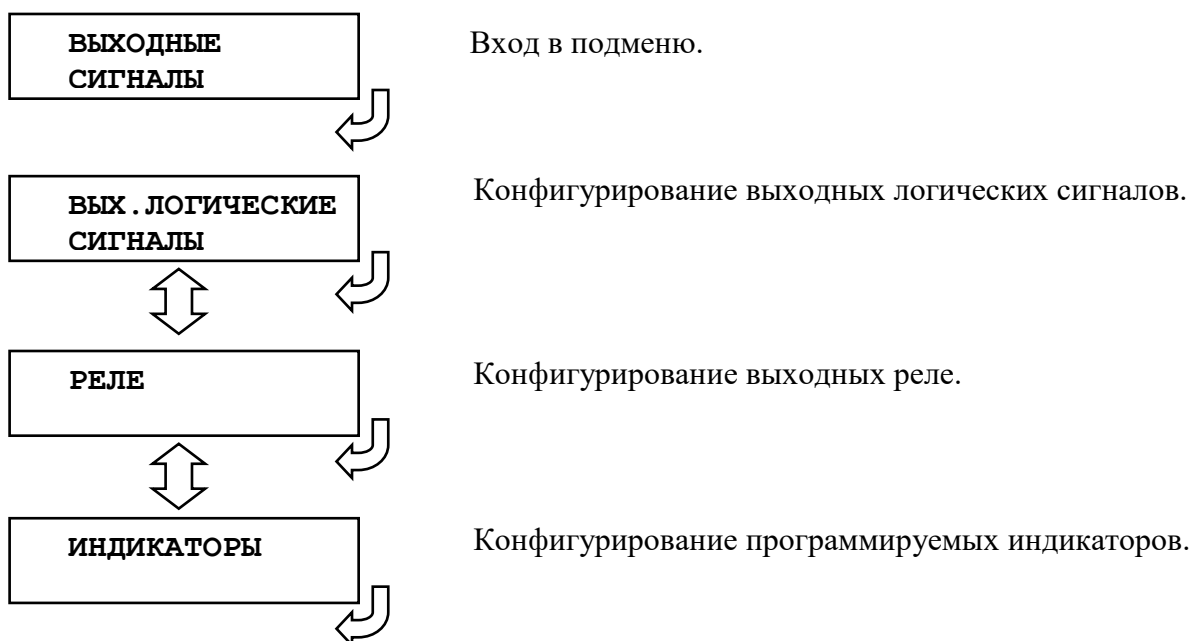 ВЫХОДНЫЕ
СИГНАЛЫ
Вход в подменю.
ВЫХ.ЛОГИЧЕСКИЕ
СИГНАЛЫ
Конфигурирование выходных логических сигналов.
РЕЛЕ
Конфигурирование выходных реле.
ИНДИКАТОРЫ
Конфигурирование программируемых индикаторов.